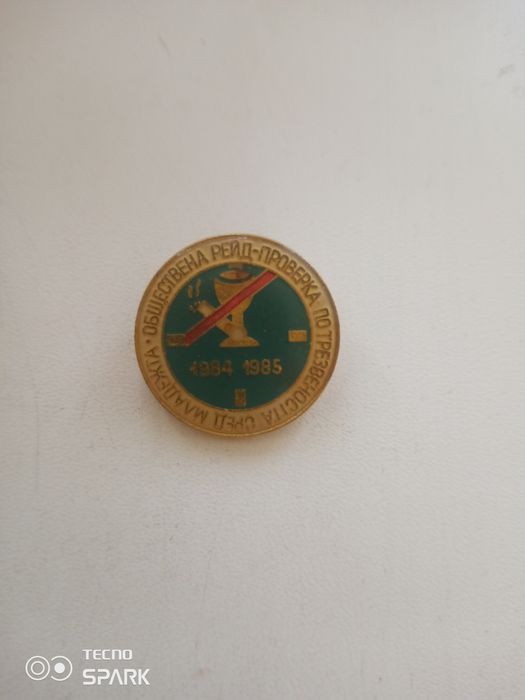 ОБЩЕСТВЕНА РЕЙД-ПРОВЕРКА ПО ТРЕЗВЕНОСТТА СРЕД МЛАДЕЖТА •
1984 1985
TECNO
SPARK